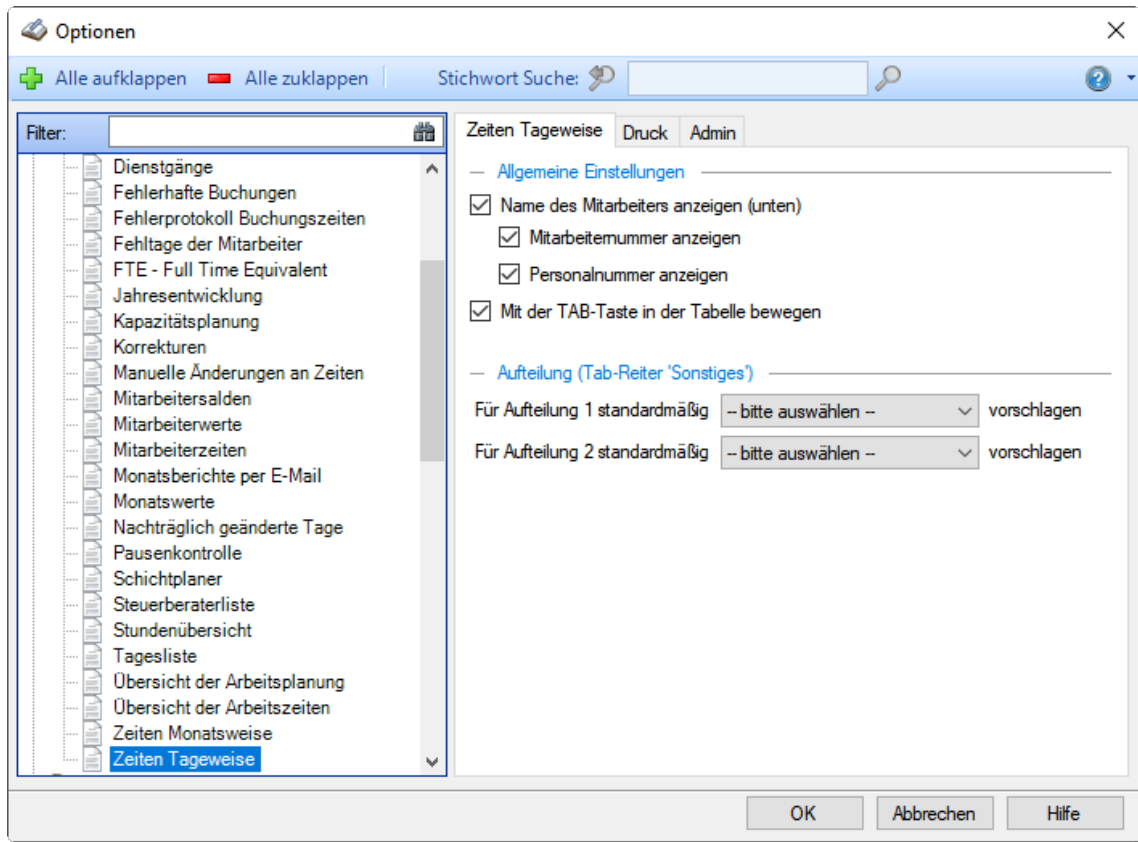 Optionen
Alle aufklappen Alle zuklappen Stichwort Suche:
Filter:
Dienstgänge
Fehlerhafte Buchungen
Fehlerprotokoll Buchungszeiten
Fehltage der Mitarbeiter
FTE - Full Time Equivalent
Jahresentwicklung
Kapazitätsplanung
Korrekturen
Manuelle Änderungen an Zeiten
Mitarbeitersalden
Mitarbeiterwerte
Mitarbeiterzeiten
Monatsberichte per E-Mail
Monatswerte
Nachträglich geänderte Tage
Pausenkontrolle
Schichtplaner
Steuerberaterliste
Stundenübersicht
Tagesliste
Übersicht der Arbeitsplanung
Übersicht der Arbeitszeiten
Zeiten Monatsweise
Zeiten Tageweise
Zeiten Tageweise Druck Admin
Allgemeine Einstellungen
Name des Mitarbeiters anzeigen (unten)
Mitarbeiternummer anzeigen
Personalnummer anzeigen
Mit der TAB-Taste in der Tabelle bewegen
Aufteilung (Tab-Reiter 'Sonstiges')
Für Aufteilung 1 standardmäßig -- bitte auswählen -- vorschlagen
Für Aufteilung 2 standardmäßig -- bitte auswählen -- vorschlagen
OK Abbrechen Hilfe